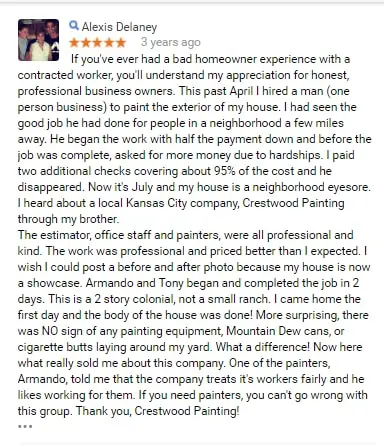 Alexis Delaney
★★★★★ 3 years ago
If you've ever had a bad homeowner experience with a
contracted worker, you'll understand my appreciation for honest,
professional business owners. This past April I hired a man (one
person business) to paint the exterior of my house. I had seen the
good job he had done for people in a neighborhood a few miles
away. He began the work with half the payment down and before the
job was complete, asked for more money due to hardships. I paid
two additional checks covering about 95% of the cost and he
disappeared. Now it's July and my house is a neighborhood eyesore.
I heard about a local Kansas City company, Crestwood Painting
through my brother.
The estimator, office staff and painters, were all professional and
kind. The work was professional and priced better than I expected. I
wish I could post a before and after photo because my house is now
a showcase. Armando and Tony began and completed the job in 2
days. This is a 2 story colonial, not a small ranch. I came home the
first day and the body of the house was done! More surprising, there
was NO sign of any painting equipment, Mountain Dew cans, or
cigarette butts laying around my yard. What a difference! Now here
what really sold me about this company. One of the painters,
Armando, told me that the company treats it's workers fairly and he
likes working for them. If you need painters, you can't go wrong with
this group. Thank you, Crestwood Painting!
•••